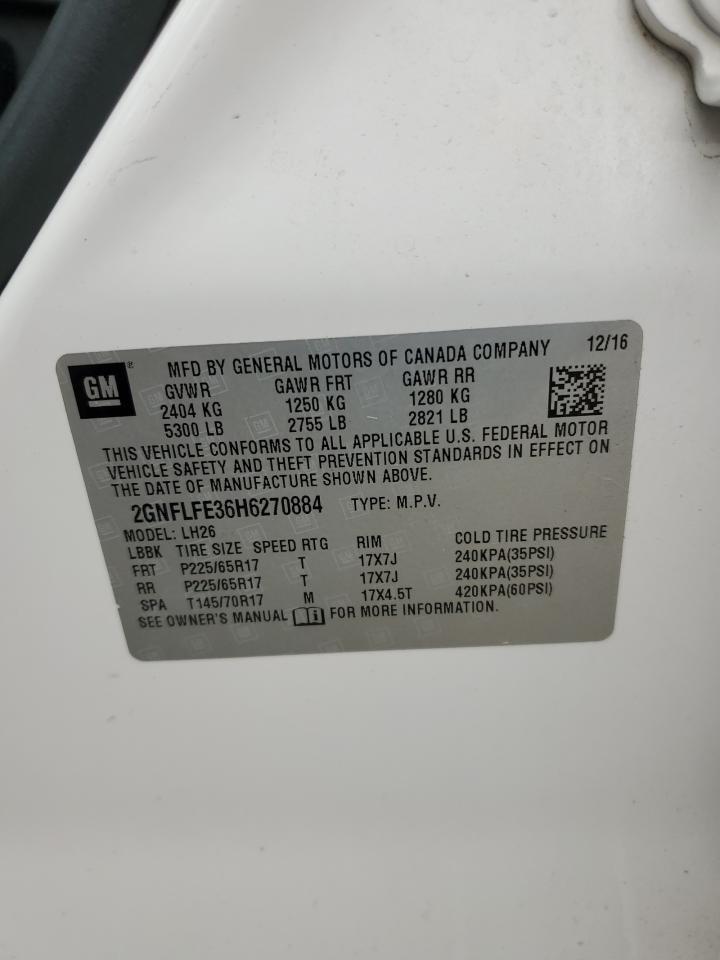 GM ® MFD BY GENERAL MOTORS OF CANADA COMPANY 12/16
GVWR GAWR FRT GAWR RR
2404 KG 1250 KG 1280 KG
5300 LB 2755 LB 2821 LB
THIS VEHICLE CONFORMS TO ALL APPLICABLE U.S. FEDERAL MOTOR
VEHICLE SAFETY AND THEFT PREVENTION STANDARDS IN EFFECT ON
THE DATE OF MANUFACTURE SHOWN ABOVE.
2GNFLFE36H6270884 TYPE: M.P.V.
MODEL: LH26
LBBK TIRE SIZE SPEED RTG RIM COLD TIRE PRESSURE
FRT P225/65R17 T 17X7J 240KPA(35PSI)
RR P225/65R17 T 17X7J 240KPA(35PSI)
SPA T145/70R17 M 17X4.5T 420KPA(60PSI)
SEE OWNER'S MANUAL i FOR MORE INFORMATION.